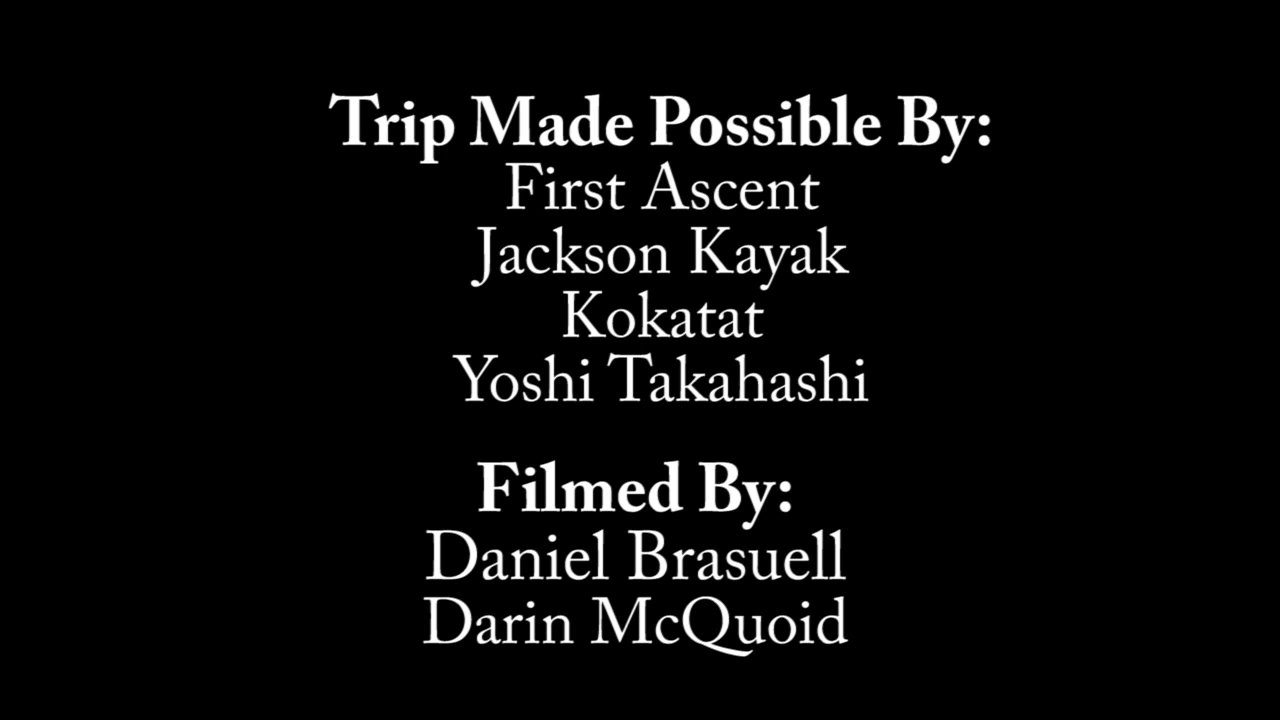 Trip Made Possible By:
First Ascent
Jackson Kayak
Kokatat
Yoshi Takahashi
Filmed By:
Daniel Brasuell
Darin McQuoid